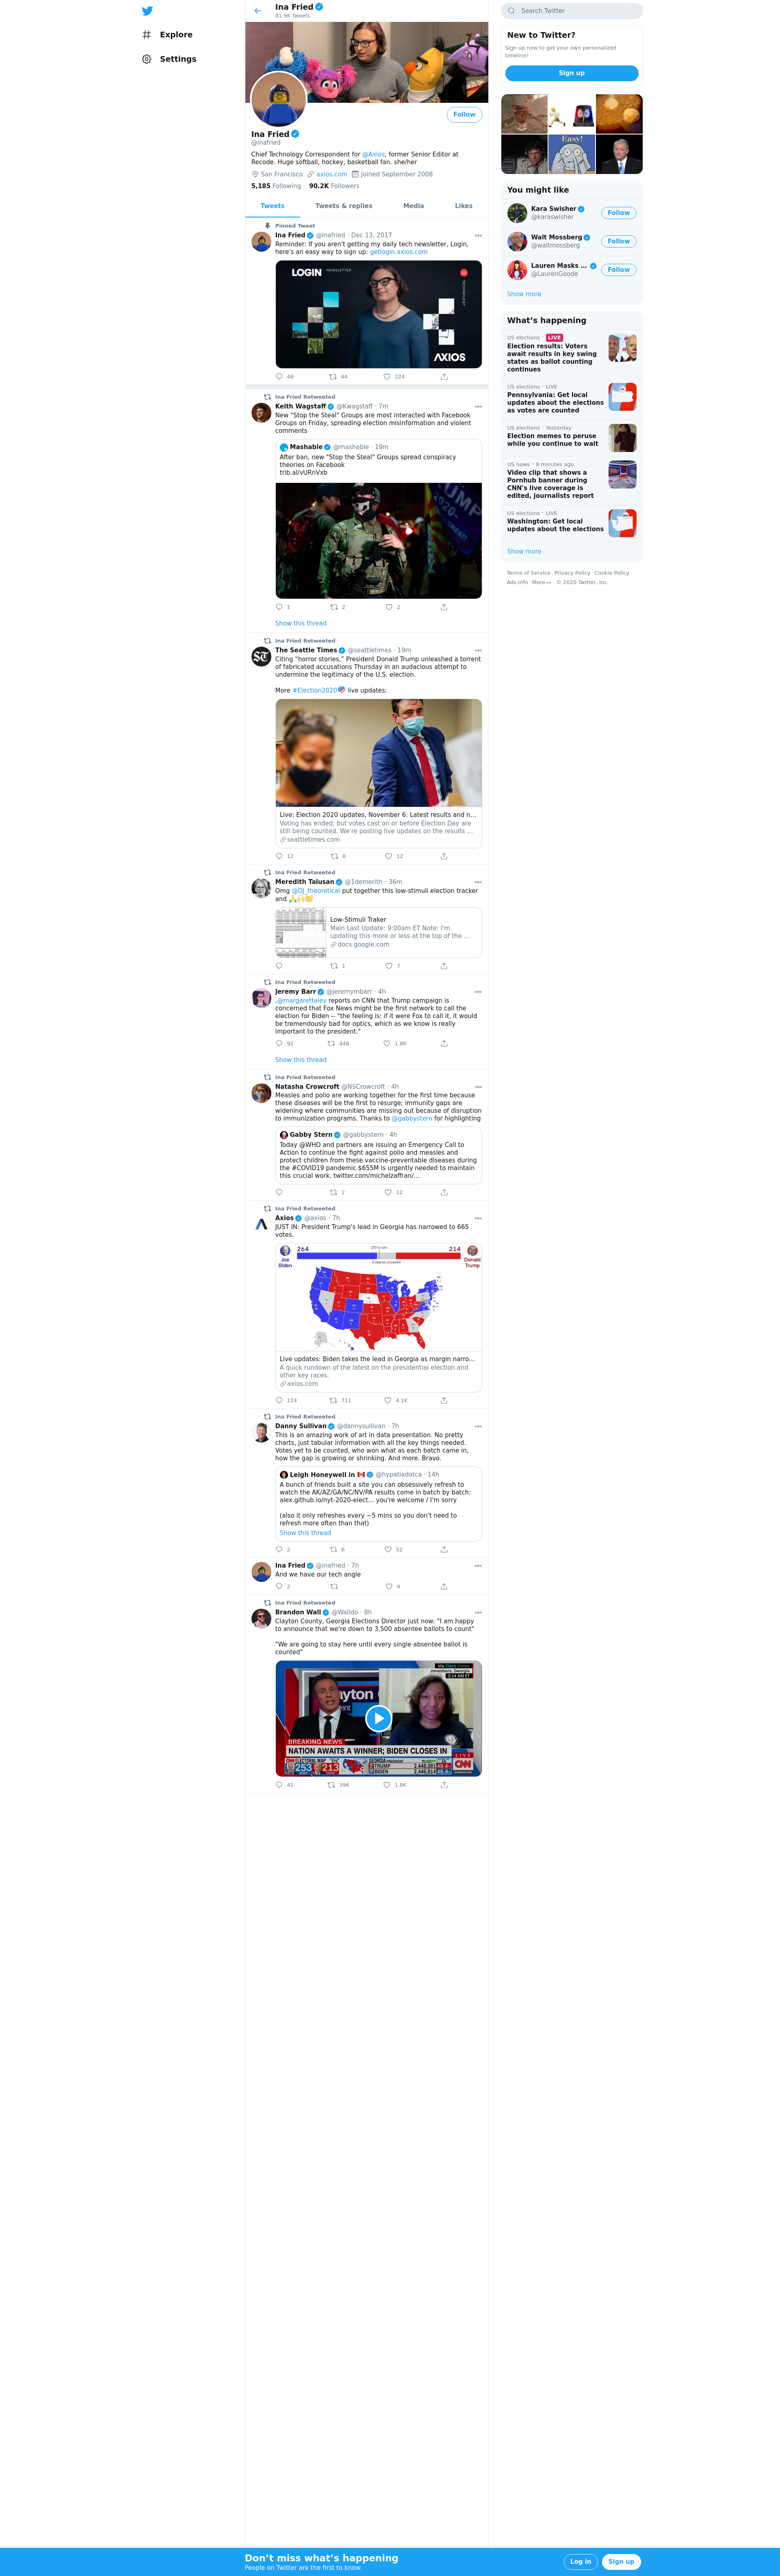 Explore
Settings
Ina Fried
81.9K Tweets
Follow
Ina Fried
@inafried
Chief Technology Correspondent for @Axios; former Senior Editor at
Recode. Huge softball, hockey, basketball fan. she/her
San Francisco axios.com Joined September 2008
5,185 Following 90.2K Followers
Tweets Tweets & replies Media Likes
Pinned Tweet
Ina Fried @inafried · Dec 13, 2017
Reminder: If you aren't getting my daily tech newsletter, Login,
here's an easy way to sign up: getlogin.axios.com
LOGIN NEWSLETTER
TECHNOLOGY
AXIOS
48 44 224
Ina Fried Retweeted
Keith Wagstaff @Kwagstaff · 7m
New "Stop the Steal" Groups are most interacted with Facebook
Groups on Friday, spreading election misinformation and violent
comments
Mashable @mashable · 19m
After ban, new "Stop the Steal" Groups spread conspiracy
theories on Facebook
trib.al/vURnVxb
1 2 2
Show this thread
Ina Fried Retweeted
The Seattle Times @seattletimes · 19m
Citing “horror stories,” President Donald Trump unleashed a torrent
of fabricated accusations Thursday in an audacious attempt to
undermine the legitimacy of the U.S. election.
More #Election2020 live updates:
Live: Election 2020 updates, November 6: Latest results and n...
Voting has ended, but votes cast on or before Election Day are
still being counted. We're posting live updates on the results ...
seattletimes.com
12 8 12
Ina Fried Retweeted
Meredith Talusan @1demerith · 36m
Omg @DJ_theoretical put together this low-stimuli election tracker
and 🙏🙌👏
Low-Stimuli Traker
Main Last Update: 9:00am ET Note: I'm
updating this more or less at the top of the ...
docs.google.com
1 7
Ina Fried Retweeted
Jeremy Barr @jeremymbarr · 4h
.@margarettalev reports on CNN that Trump campaign is
concerned that Fox News might be the first network to call the
election for Biden -- "the feeling is: if it were Fox to call it, it would
be tremendously bad for optics, which as we know is really
important to the president."
92 448 1.8K
Show this thread
Ina Fried Retweeted
Natasha Crowcroft @NSCrowcroft · 4h
Measles and polio are working together for the first time because
these diseases will be the first to resurge; immunity gaps are
widening where communities are missing out because of disruption
to immunization programs. Thanks to @gabbystern for highlighting
Gabby Stern @gabbystern · 4h
Today @WHO and partners are issuing an Emergency Call to
Action to continue the fight against polio and measles and
protect children from these vaccine-preventable diseases during
the #COVID19 pandemic.$655M is urgently needed to maintain
this crucial work. twitter.com/michelzaffran/...
2 12
Ina Fried Retweeted
Axios @axios · 7h
JUST IN: President Trump's lead in Georgia has narrowed to 665
votes.
264 270 to win 214
Joe
Biden
Donald
Trump
Live updates: Biden takes the lead in Georgia as margin narro...
A quick rundown of the latest on the presidential election and
other key races.
axios.com
124 711 4.1K
Ina Fried Retweeted
Danny Sullivan @dannysullivan · 7h
This is an amazing work of art in data presentation. No pretty
charts, just tabular information with all the key things needed.
Votes yet to be counted, who won what as each batch came in,
how the gap is growing or shrinking. And more. Bravo.
Leigh Honeywell in 🇨🇦 @hypatiadotca · 14h
A bunch of friends built a site you can obsessively refresh to
watch the AK/AZ/GA/NC/NV/PA results come in batch by batch:
alex.github.io/nyt-2020-elect... you're welcome / I'm sorry
(also it only refreshes every ~5 mins so you don't need to
refresh more often than that)
Show this thread
2 6 52
Ina Fried @inafried · 7h
And we have our tech angle
2 9
Ina Fried Retweeted
Brandon Wall @Walldo · 8h
Clayton County, Georgia Elections Director just now: "I am happy
to announce that we're down to 3,500 absentee ballots to count"
"We are going to stay here until every single absentee ballot is
counted"
BREAKING NEWS
NATION AWAITS A WINNER; BIDEN CLOSES IN
LIVE
CNN
253 213
TRUMP
BIDEN
41 396 1.8K
Search Twitter
New to Twitter?
Sign up now to get your own personalized
timeline!
Sign up
Easy!
You might like
Kara Swisher
@karaswisher
Follow
Walt Mossberg
@waltmossberg
Follow
Lauren Masks ...
@LaurenGoode
Follow
Show more
What’s happening
US elections · LIVE
Election results: Voters
await results in key swing
states as ballot counting
continues
US elections · LIVE
Pennsylvania: Get local
updates about the elections
as votes are counted
US elections · Yesterday
Election memes to peruse
while you continue to wait
US news · 9 minutes ago
Video clip that shows a
Pornhub banner during
CNN's live coverage is
edited, journalists report
US elections · LIVE
Washington: Get local
updates about the elections
Show more
Terms of Service Privacy Policy Cookie Policy
Ads info More ••• © 2020 Twitter, Inc.
Don’t miss what’s happening
People on Twitter are the first to know.
Log in Sign up